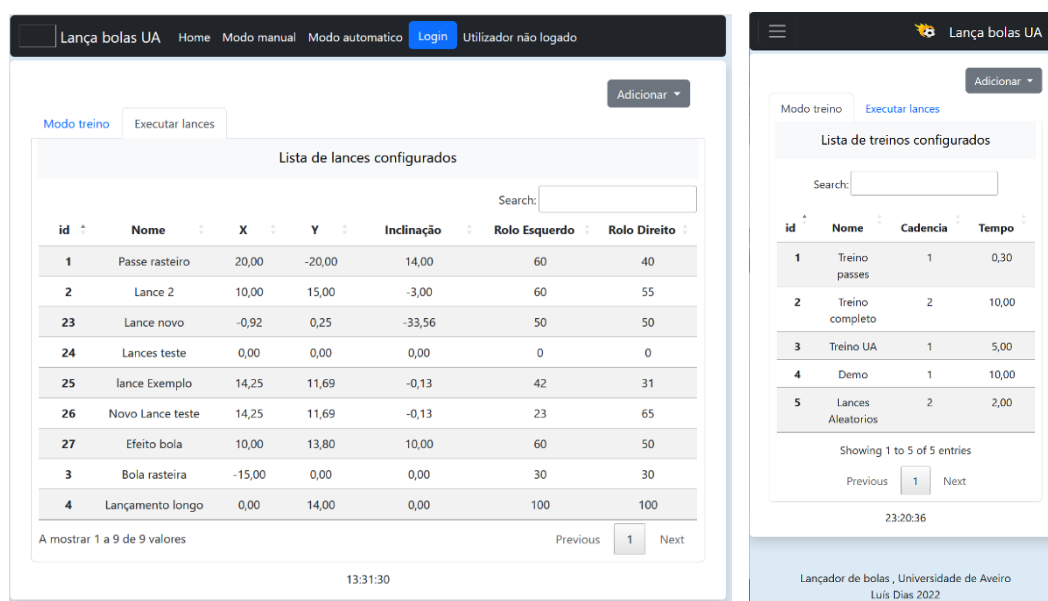 Lança bolas UA Home Modo manual Modo automatico Login Utilizador não logado
Adicionar
Modo treino Executar lances
Lista de lances configurados
Search:
id Nome X Y Inclinação Rolo Esquerdo Rolo Direito
1 Passe rasteiro 20,00 -20,00 14,00 60 40
2 Lance 2 10,00 15,00 -3,00 60 55
23 Lance novo -0,92 0,25 -33,56 50 50
24 Lances teste 0,00 0,00 0,00 0 0
25 lance Exemplo 14,25 11,69 -0,13 42 31
26 Novo Lance teste 14,25 11,69 -0,13 23 65
27 Efeito bola 10,00 13,80 10,00 60 50
3 Bola rasteira -15,00 0,00 0,00 30 30
4 Lançamento longo 0,00 14,00 0,00 100 100
A mostrar 1 a 9 de 9 valores Previous 1 Next
13:31:30
Lança bolas UA
Adicionar
Modo treino Executar lances
Lista de treinos configurados
Search:
id Nome Cadencia Tempo
1 Treino passes 1 0,30
2 Treino completo 2 10,00
3 Treino UA 1 5,00
4 Demo 1 10,00
5 Lances Aleatorios 2 2,00
Showing 1 to 5 of 5 entries
Previous 1 Next
23:20:36
Lançador de bolas , Universidade de Aveiro
Luís Dias 2022